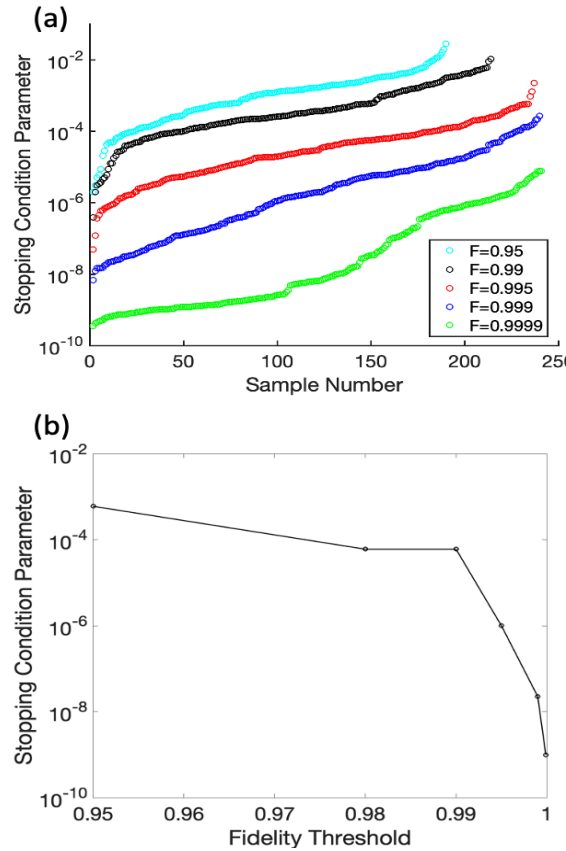 (a)
Stopping Condition Parameter
10^-2
10^-4
10^-6
10^-8
10^-10
0 50 100 150 200 250
Sample Number
F=0.95
F=0.99
F=0.995
F=0.999
F=0.9999
(b)
Stopping Condition Parameter
10^-2
10^-4
10^-6
10^-8
10^-10
0.95 0.96 0.97 0.98 0.99 1
Fidelity Threshold